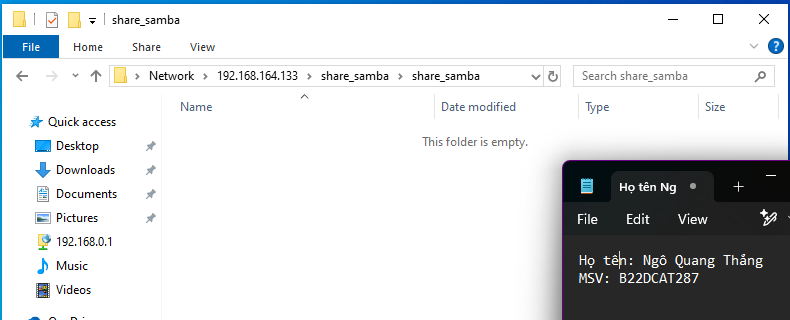 share_samba
File Home Share View
Network 192.168.164.133 share_samba share_samba
Search share_samba
Name Date modified Type Size
This folder is empty.
Quick access
Desktop
Downloads
Documents
Pictures
192.168.0.1
Music
Videos
Họ tên Ng
File Edit View
Họ tên: Ngô Quang Thắng
MSV: B22DCAT287